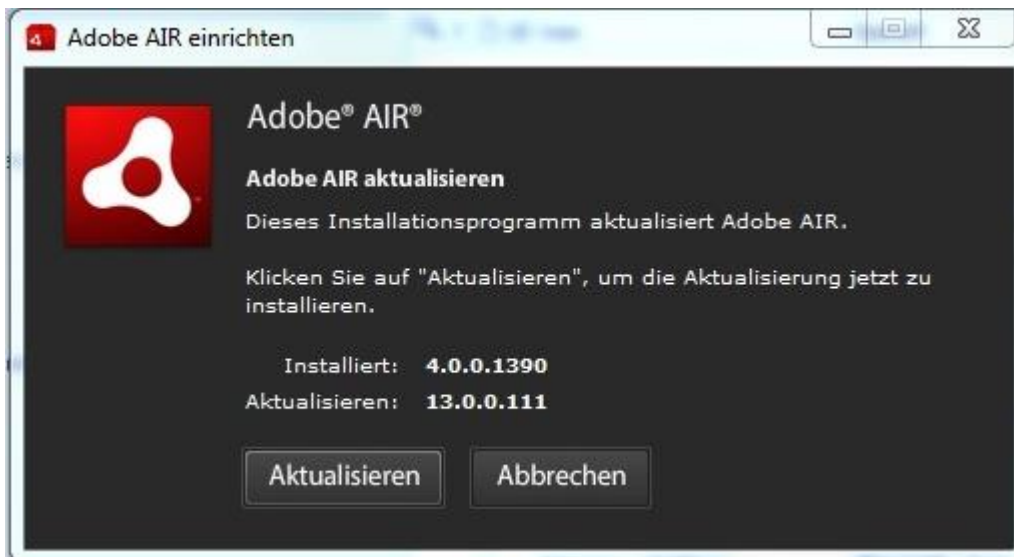 Adobe AIR einrichten
Adobe® AIR®
Adobe AIR aktualisieren
Dieses Installationsprogramm aktualisiert Adobe AIR.
Klicken Sie auf "Aktualisieren", um die Aktualisierung jetzt zu
installieren.
Installiert: 4.0.0.1390
Aktualisieren: 13.0.0.111
Aktualisieren Abbrechen